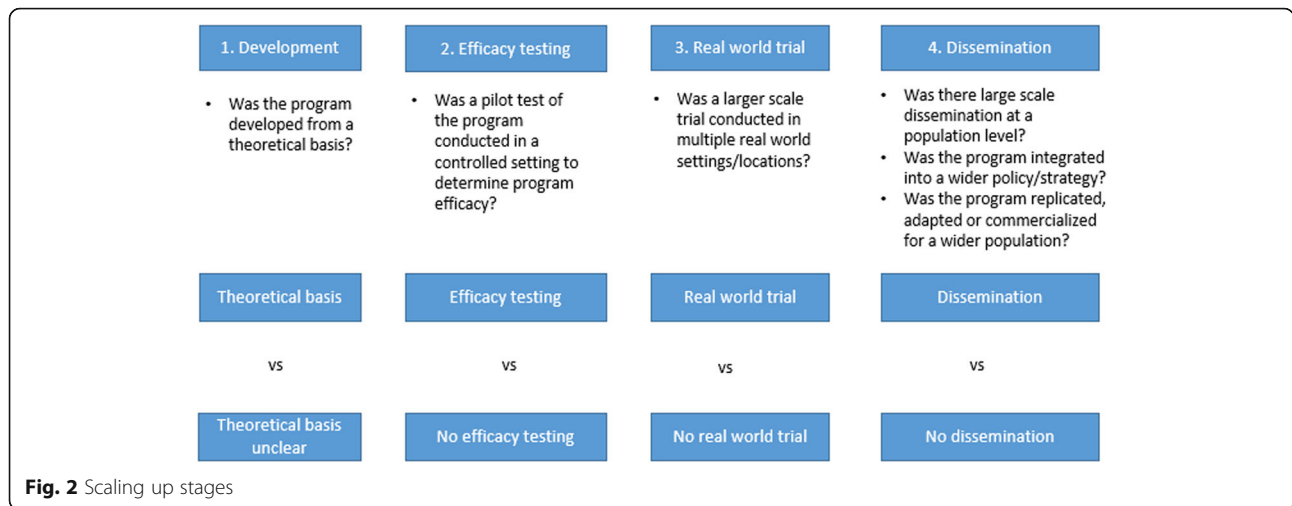 1. Development
2. Efficacy testing
3. Real world trial
4. Dissemination
• Was the program
developed from a
theoretical basis?
• Was a pilot test of
the program
conducted in a
controlled setting to
determine program
efficacy?
• Was a larger scale
trial conducted in
multiple real world
settings/locations?
• Was there large scale
dissemination at a
population level?
• Was the program integrated
into a wider policy/strategy?
• Was the program replicated,
adapted or commercialized
for a wider population?
Theoretical basis
Efficacy testing
Real world trial
Dissemination
vs
vs
vs
vs
Theoretical basis
unclear
No efficacy testing
No real world trial
No dissemination
Fig. 2 Scaling up stages